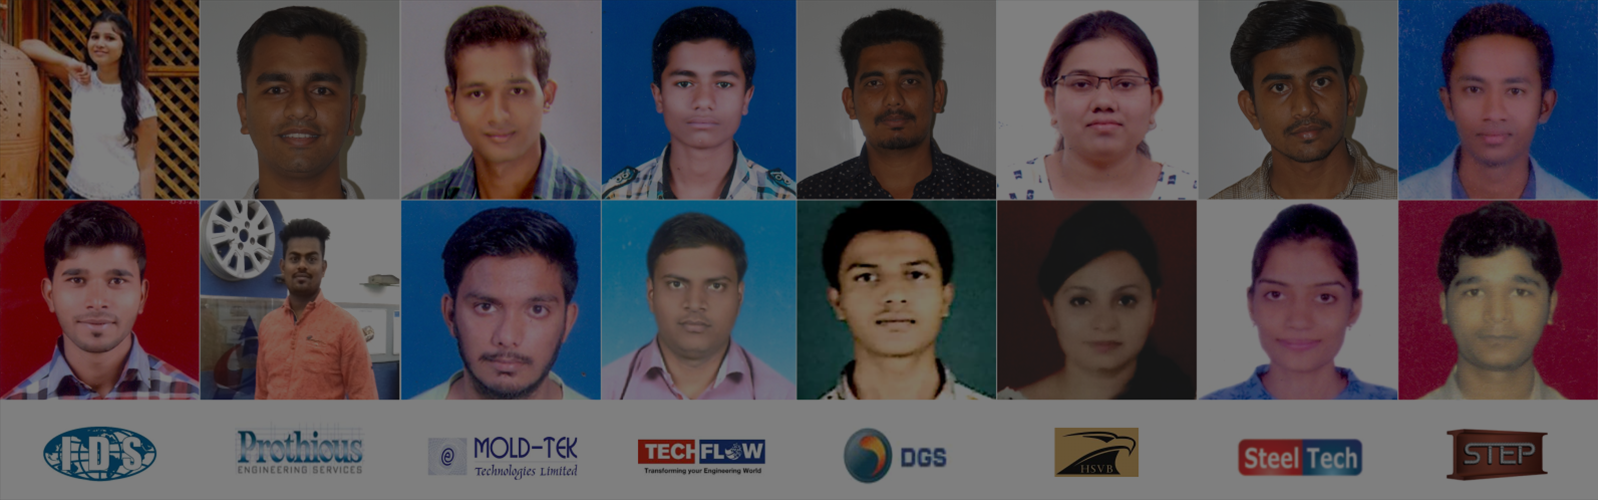 IDS
Prothious
ENGINEERING SERVICES
e
MOLD-TEK
Technologies Limited
TECHFLOW
Transforming your Engineering World
DGS
HSVB
Steel Tech
STEP